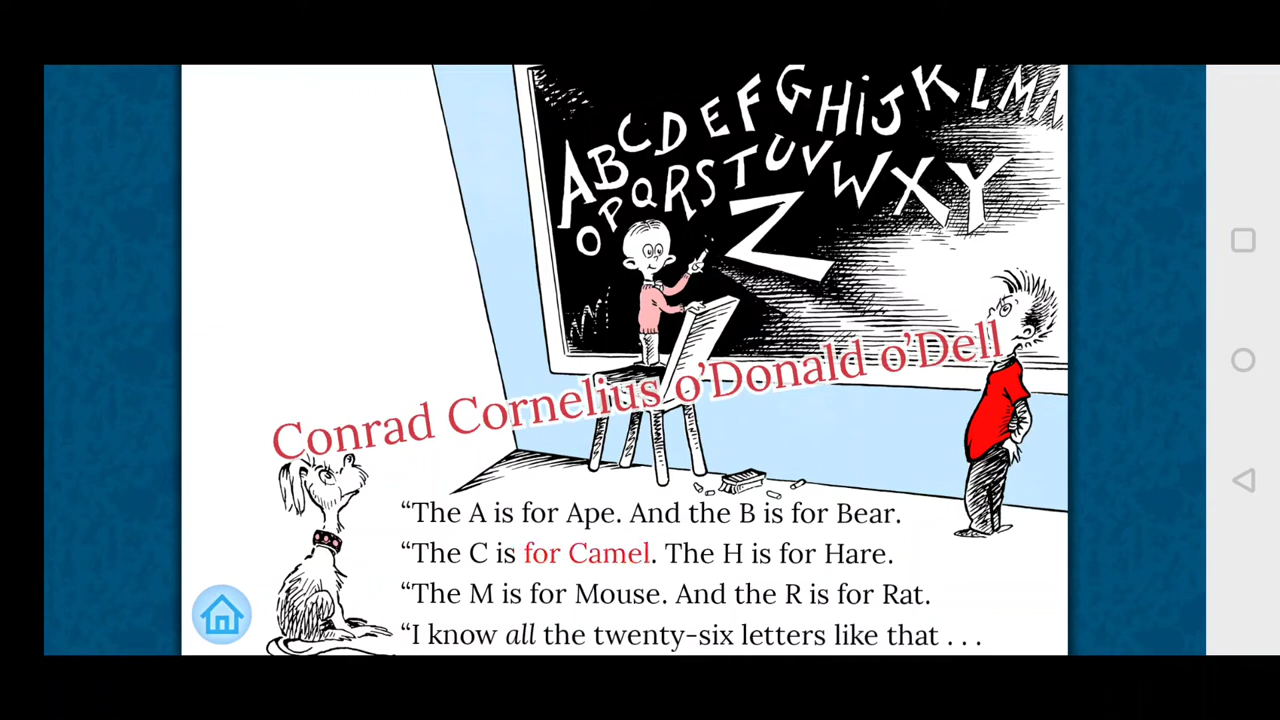 A B C D E F G H i J K L M N
O P Q R S T U V W X Y
Z
Conrad Cornelius o'Donald o'Dell
“The A is for Ape. And the B is for Bear.
“The C is for Camel. The H is for Hare.
“The M is for Mouse. And the R is for Rat.
“I know all the twenty-six letters like that . . .